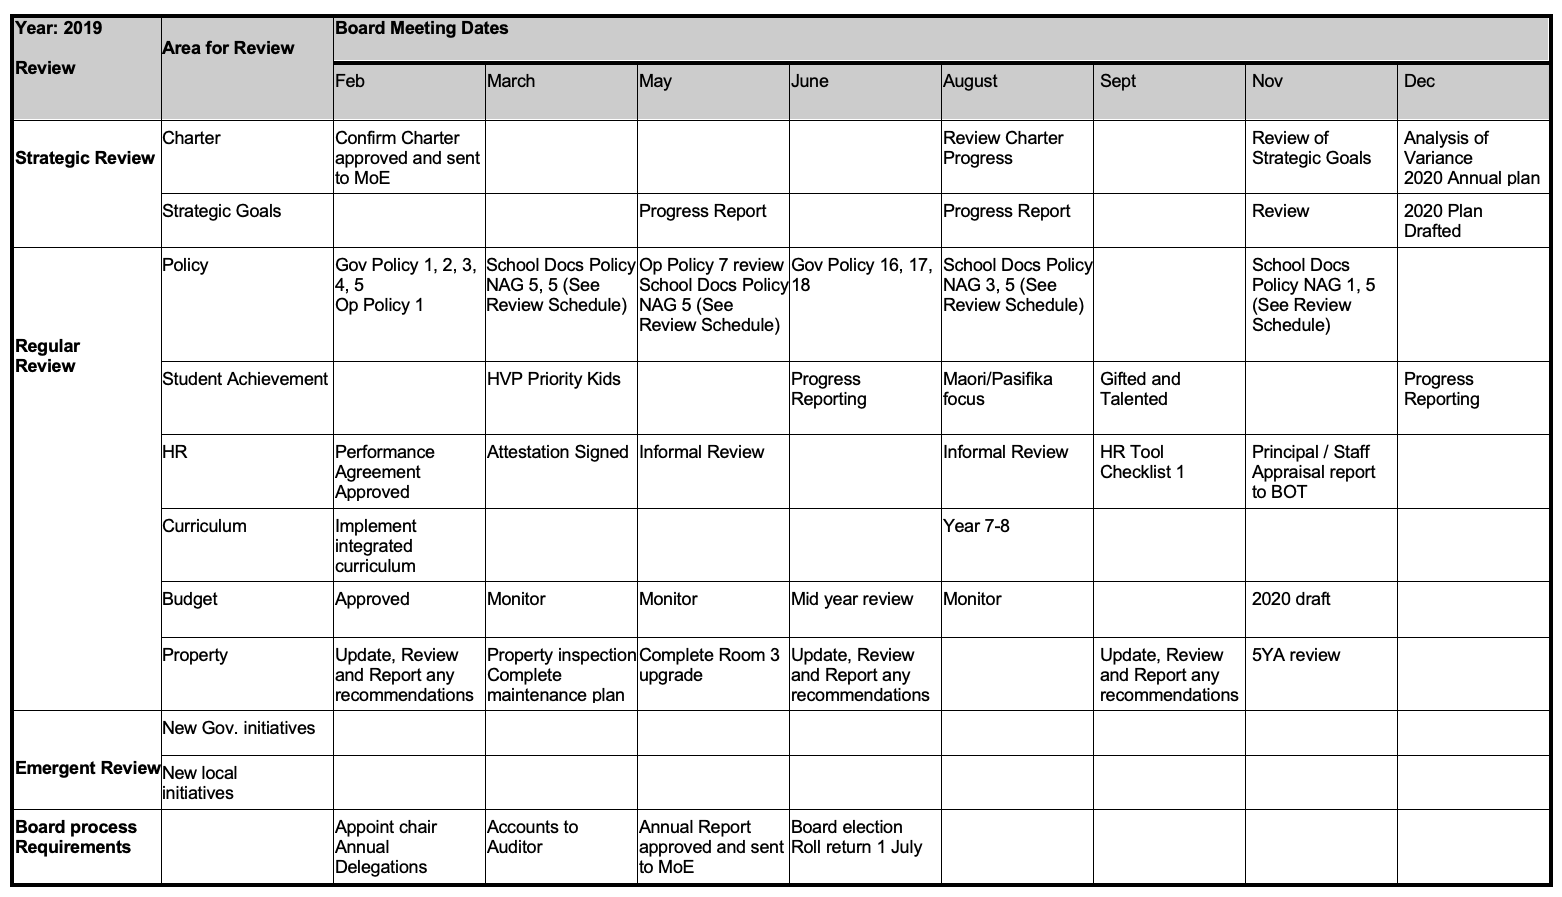 Year: 2019
Review
Area for Review
Board Meeting Dates
Feb
March
May
June
August
Sept
Nov
Dec
Strategic Review
Charter
Confirm Charter
approved and sent
to MoE
Review Charter
Progress
Review of
Strategic Goals
Analysis of
Variance
2020 Annual plan
Strategic Goals
Progress Report
Progress Report
Review
2020 Plan
Drafted
Regular
Review
Policy
Gov Policy 1, 2, 3,
4, 5
Op Policy 1
School Docs Policy
NAG 5, 5 (See
Review Schedule)
Op Policy 7 review
School Docs Policy
NAG 5 (See
Review Schedule)
Gov Policy 16, 17,
18
School Docs Policy
NAG 3, 5 (See
Review Schedule)
School Docs
Policy NAG 1, 5
(See Review
Schedule)
Student Achievement
HVP Priority Kids
Progress
Reporting
Maori/Pasifika
focus
Gifted and
Talented
Progress
Reporting
HR
Performance
Agreement
Approved
Attestation Signed
Informal Review
Informal Review
HR Tool
Checklist 1
Principal / Staff
Appraisal report
to BOT
Curriculum
Implement
integrated
curriculum
Year 7-8
Budget
Approved
Monitor
Monitor
Mid year review
Monitor
2020 draft
Property
Update, Review
and Report any
recommendations
Property inspection
Complete
maintenance plan
Complete Room 3
upgrade
Update, Review
and Report any
recommendations
Update, Review
and Report any
recommendations
5YA review
Emergent Review
New Gov. initiatives
New local
initiatives
Board process
Requirements
Appoint chair
Annual
Delegations
Accounts to
Auditor
Annual Report
approved and sent
to MoE
Board election
Roll return 1 July